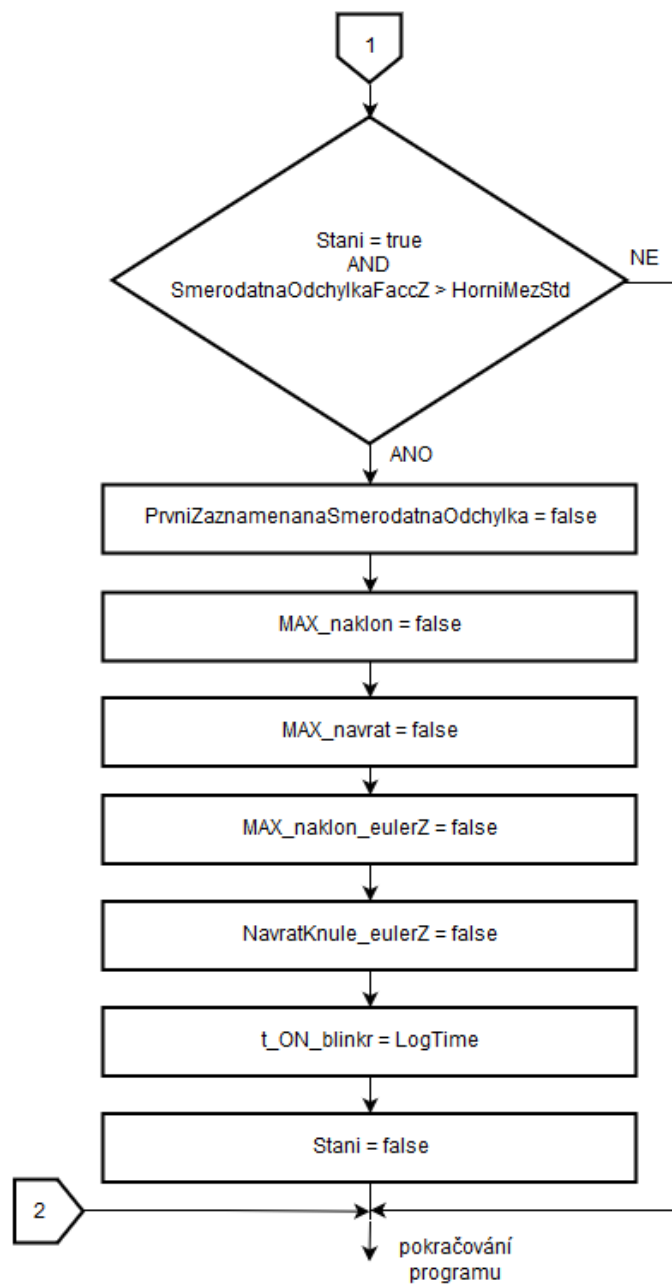 1
Stani = true
AND
SmerodatnaOdchylkaFaccZ > HorniMezStd
NE
ANO
PrvniZaznamenanaSmerodatnaOdchylka = false
MAX_naklon = false
MAX_navrat = false
MAX_naklon_eulerZ = false
NavratKnule_eulerZ = false
t_ON_blinkr = LogTime
Stani = false
2
pokračování
programu